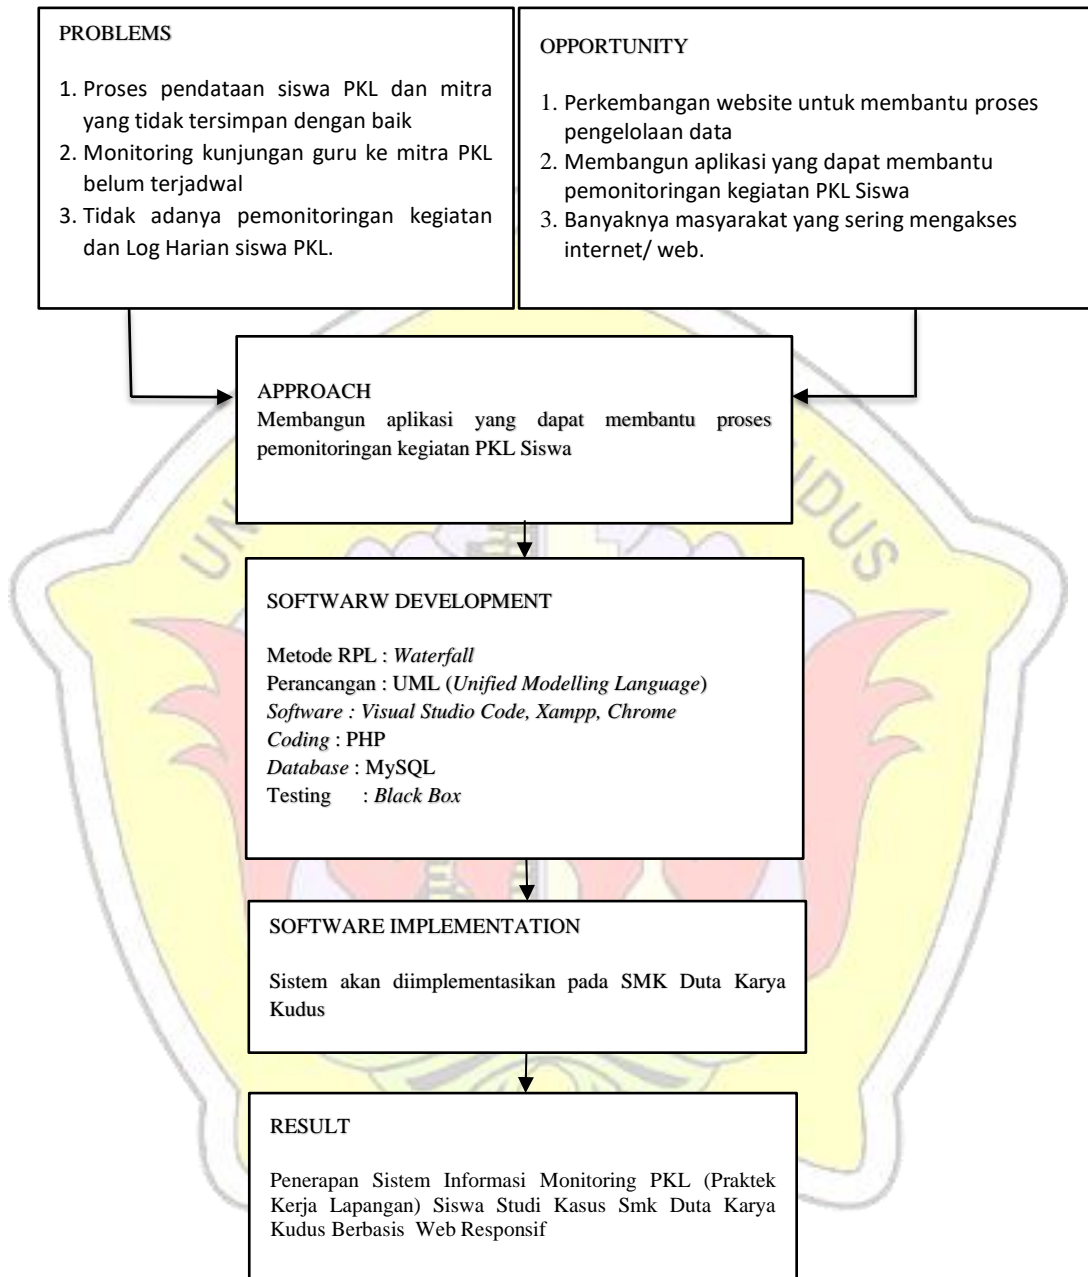 PROBLEMS
1. Proses pendataan siswa PKL dan mitra
yang tidak tersimpan dengan baik
2. Monitoring kunjungan guru ke mitra PKL
belum terjadwal
3. Tidak adanya pemonitoringan kegiatan
dan Log Harian siswa PKL.
OPPORTUNITY
1. Perkembangan website untuk membantu proses
pengelolaan data
2. Membangun aplikasi yang dapat membantu
pemonitoringan kegiatan PKL Siswa
3. Banyaknya masyarakat yang sering mengakses
internet/ web.
APPROACH
Membangun aplikasi yang dapat membantu proses
pemonitoringan kegiatan PKL Siswa
SOFTWARW DEVELOPMENT
Metode RPL : Waterfall
Perancangan : UML (Unified Modelling Language)
Software : Visual Studio Code, Xampp, Chrome
Coding : PHP
Database : MySQL
Testing : Black Box
SOFTWARE IMPLEMENTATION
Sistem akan diimplementasikan pada SMK Duta Karya
Kudus
RESULT
Penerapan Sistem Informasi Monitoring PKL (Praktek
Kerja Lapangan) Siswa Studi Kasus Smk Duta Karya
Kudus Berbasis Web Responsif